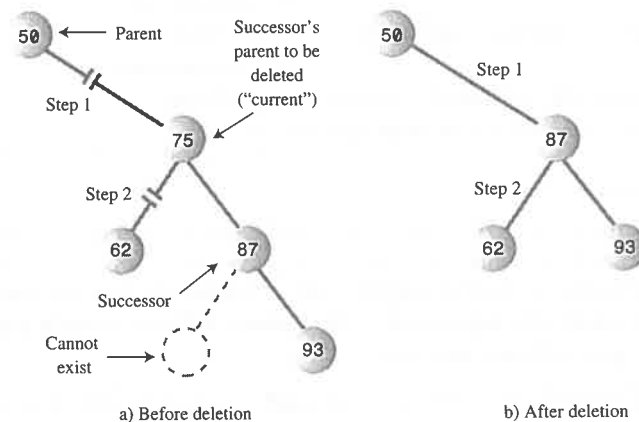 50
Parent
Step 1
Successor's
parent to be
deleted
("current")
75
Step 2
62
87
Successor
Cannot
exist
93
a) Before deletion
50
Step 1
87
Step 2
62
93
b) After deletion